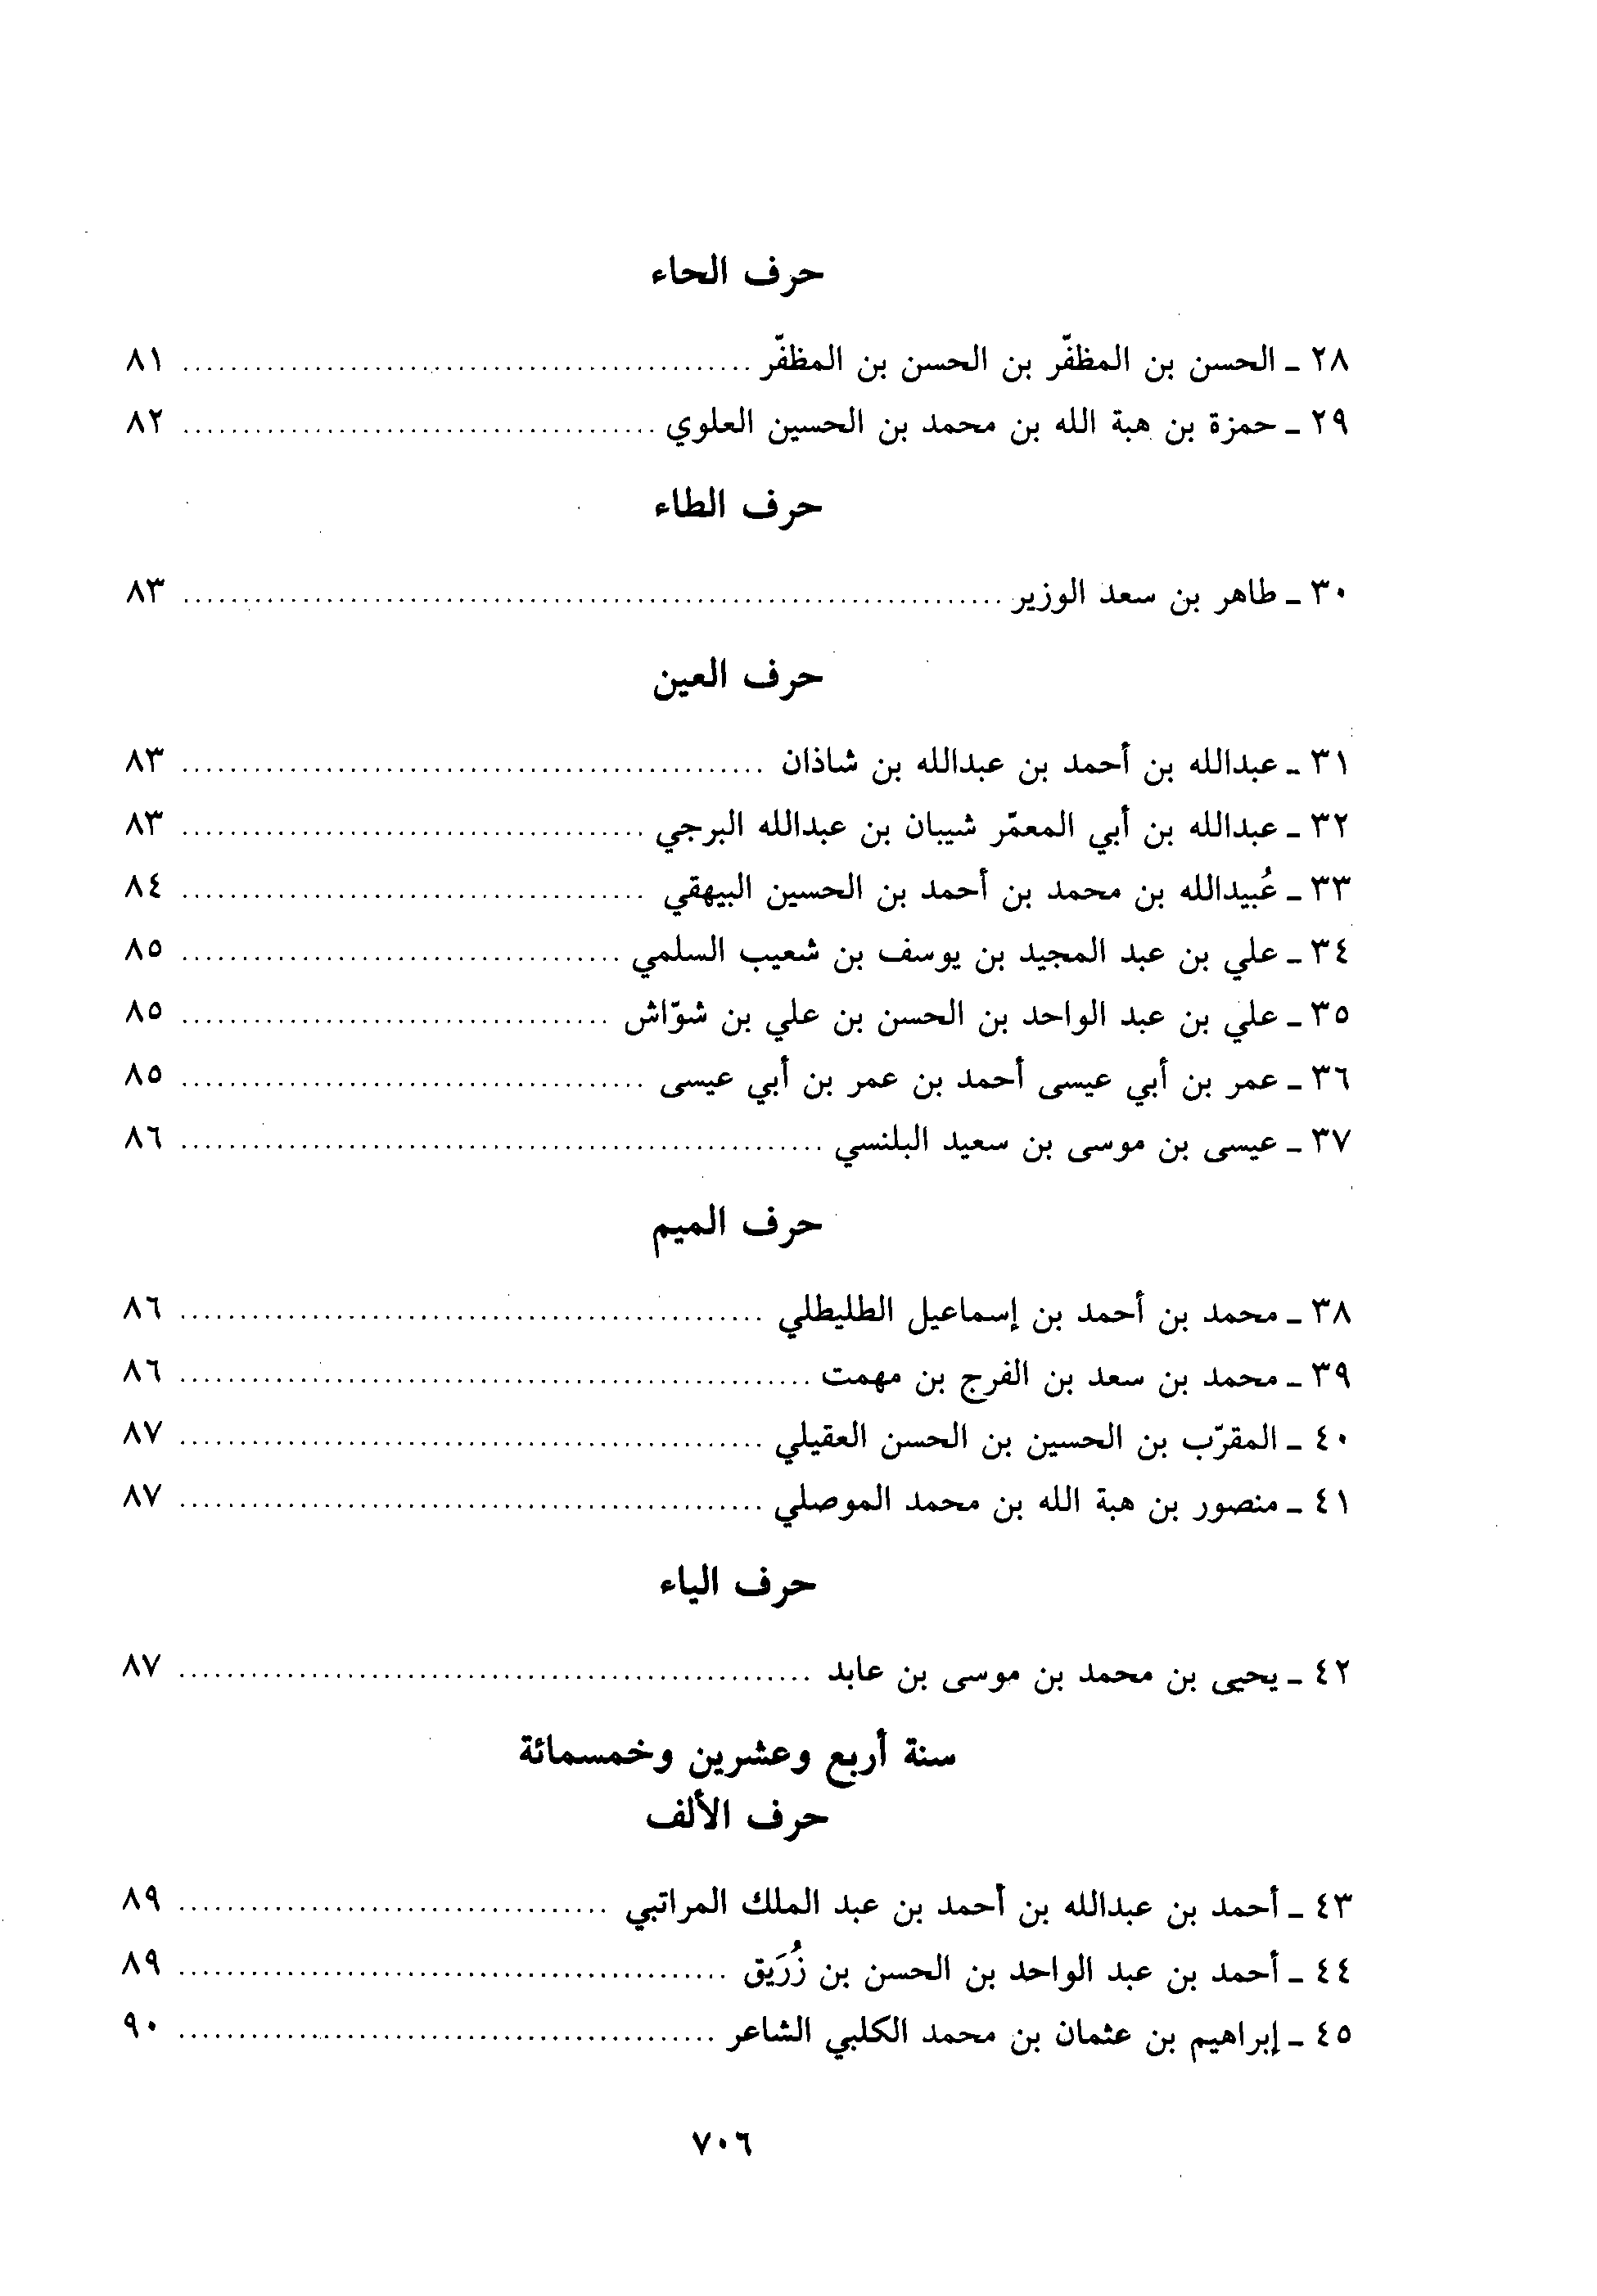 حرف الحاء
٢٨ ـ الحسن بن المظفّر بن الحسن بن المظفّر ........ ٨١
٢٩ ـ حمزة بن هبة الله بن محمد بن الحسين العلوي ........ ٨٢
حرف الطاء
٣٠ ـ طاهر بن سعد الوزير ........ ٨٣
حرف العين
٣١ ـ عبدالله بن أحمد بن عبدالله بن شاذان ........ ٨٣
٣٢ ـ عبدالله بن أبي المعمّر شيبان بن عبدالله البرجي ........ ٨٣
٣٣ ـ عُبيدالله بن محمد بن أحمد بن الحسين البيهقي ........ ٨٤
٣٤ ـ علي بن عبد المجيد بن يوسف بن شعيب السلمي ........ ٨٥
٣٥ ـ علي بن عبد الواحد بن الحسن بن علي بن شوّاش ........ ٨٥
٣٦ ـ عمر بن أبي عيسى أحمد بن عمر بن أبي عيسى ........ ٨٥
٣٧ ـ عيسى بن موسى بن سعيد البلنسي ........ ٨٦
حرف الميم
٣٨ ـ محمد بن أحمد بن إسماعيل الطليطلي ........ ٨٦
٣٩ ـ محمد بن سعد بن الفرج بن مهمت ........ ٨٦
٤٠ ـ المقرّب بن الحسين بن الحسن العقيلي ........ ٨٧
٤١ ـ منصور بن هبة الله بن محمد الموصلي ........ ٨٧
حرف الياء
٤٢ ـ يحيى بن محمد بن موسى بن عابد ........ ٨٧
سنة أربع وعشرين وخمسمائة
حرف الألف
٤٣ ـ أحمد بن عبدالله بن أحمد بن عبد الملك المراتبي ........ ٨٩
٤٤ ـ أحمد بن عبد الواحد بن الحسن بن زُرَيق ........ ٨٩
٤٥ ـ إبراهيم بن عثمان بن محمد الكلبي الشاعر ........ ٩٠
٧٠٦